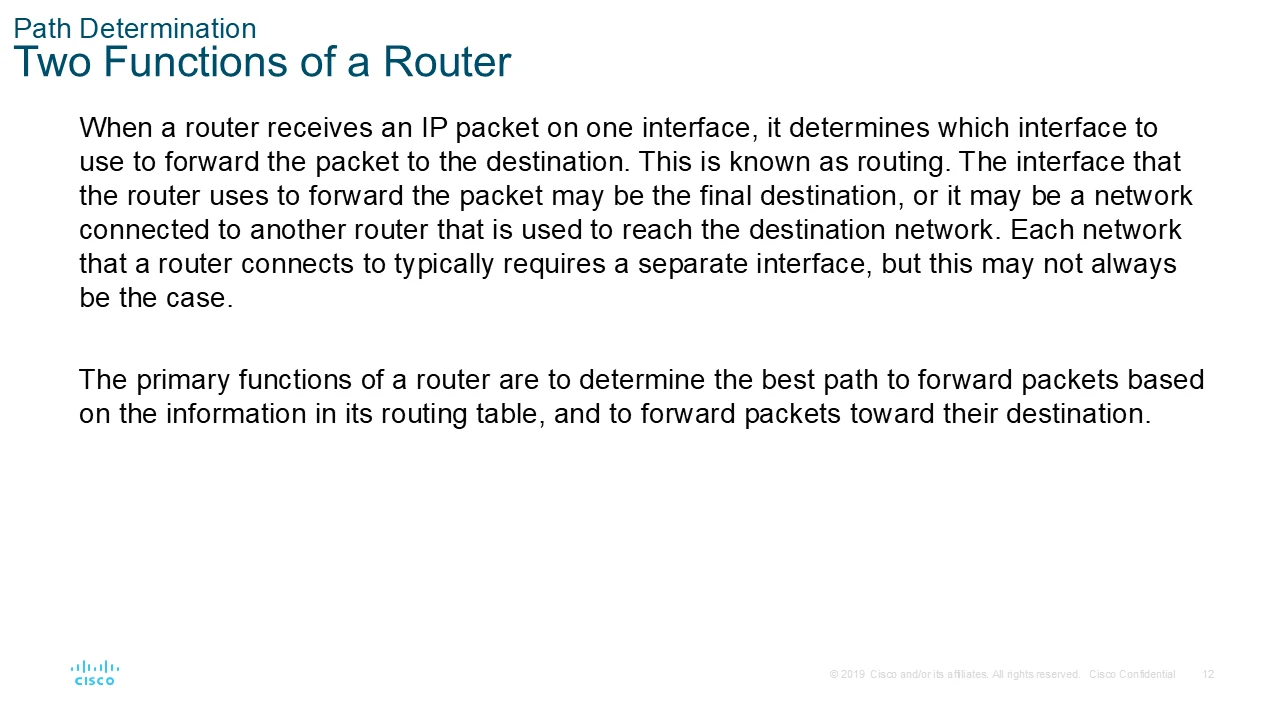 Path Determination
Two Functions of a Router
When a router receives an IP packet on one interface, it determines which interface to
use to forward the packet to the destination. This is known as routing. The interface that
the router uses to forward the packet may be the final destination, or it may be a network
connected to another router that is used to reach the destination network. Each network
that a router connects to typically requires a separate interface, but this may not always
be the case.
The primary functions of a router are to determine the best path to forward packets based
on the information in its routing table, and to forward packets toward their destination.
CISCO
© 2019 Cisco and/or its affiliates. All rights reserved. Cisco Confidential 12